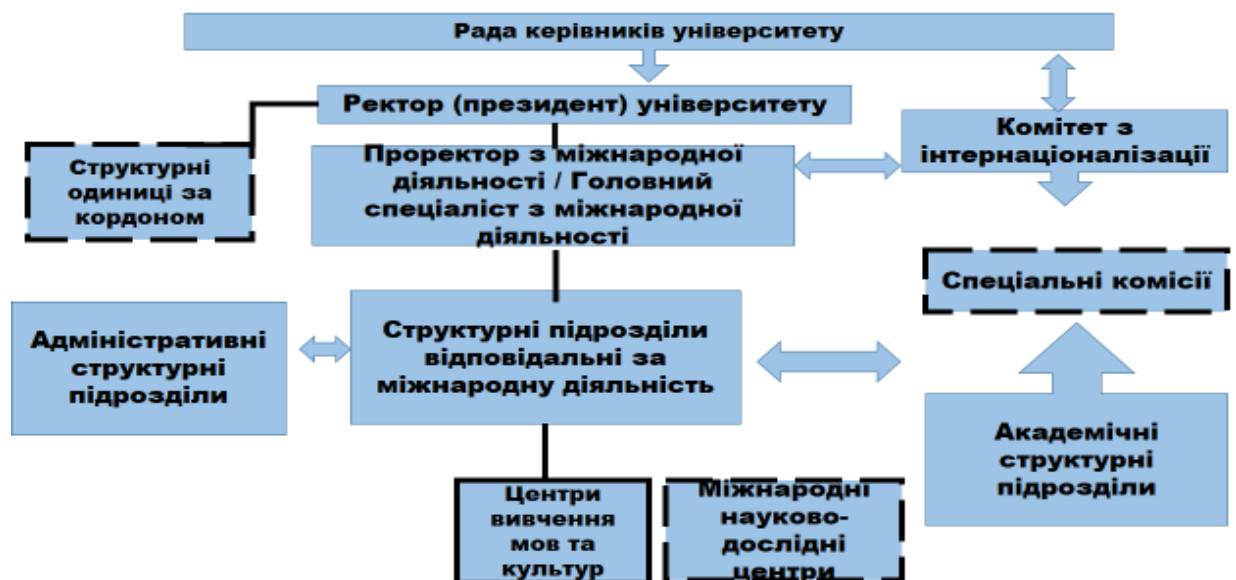 Рада керівників університету
Ректор (президент) університету
Комітет з
інтернаціоналізації
Структурні
одиниці за
кордоном
Проректор з міжнародної
діяльності / Головний
спеціаліст з міжнародної
діяльності
Спеціальні комісії
Адміністративні
структурні
підрозділи
Структурні підрозділи
відповідальні за
міжнародну діяльність
Академічні
структурні
підрозділи
Центри
вивчення
мов та
культур
Міжнародні
науково-
дослідні
центри